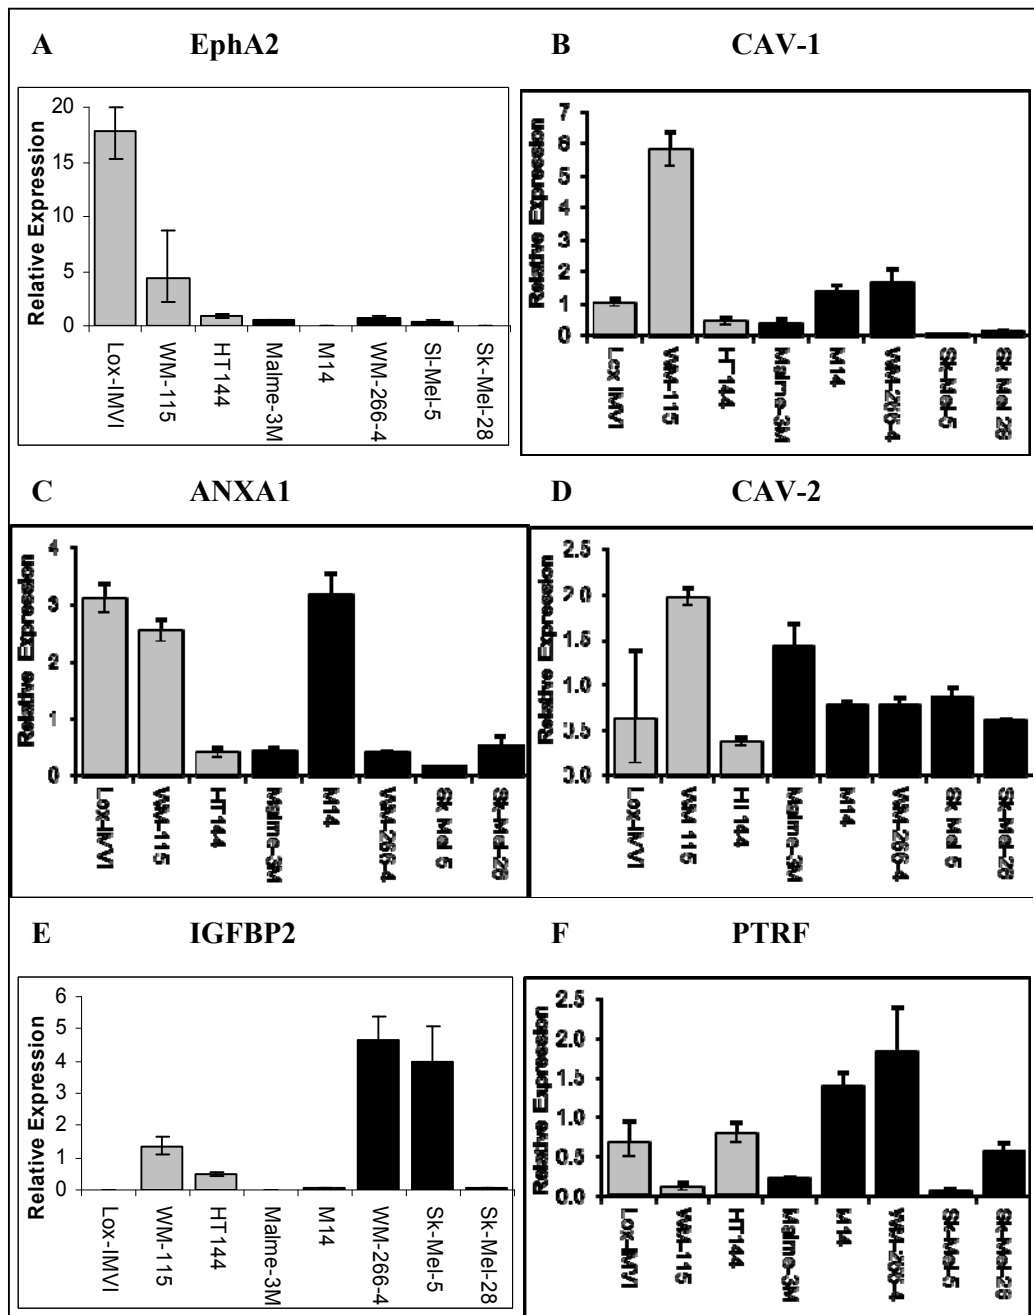 A EphA2
B CAV-1
Relative Expression
20
15
10
5
0
Lox-IMVI
WM-115
HT144
Malme-3M
M14
WM-266-4
Sl-Mel-5
Sk-Mel-28
Relative Expression
7
6
5
4
3
2
1
0
Lox IMVI
WM-115
HT144
Malme-3M
M14
WM-266-4
Sk-Mel-5
Sk Mel 28
C ANXA1
D CAV-2
Relative Expression
4
3
2
1
0
Lox-IMVI
WM-115
HT144
Malme-3M
M14
WM-266-4
Sk Mel 5
Sk-Mel-28
Relative Expression
2.5
2.0
1.5
1.0
0.5
0.0
Lox-IMVI
WM 115
HT144
Malme-3M
M14
WM-266-4
Sk Mel 5
Sk-Mel-28
E IGFBP2
F PTRF
Relative Expression
6
5
4
3
2
1
0
Lox-IMVI
WM-115
HT144
Malme-3M
M14
WM-266-4
Sk-Mel-5
Sk-Mel-28
Relative Expression
2.5
2.0
1.5
1.0
0.5
0.0
Lox-IMVI
WM-115
HT144
Malme-3M
M14
WM-266-4
Sk-Mel-5
Sk-Mel-28